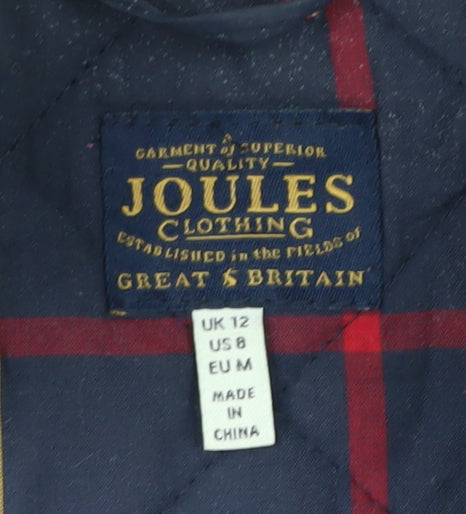 A
GARMENT of SUPERIOR
—QUALITY—
JOULES
CLOTHING
ESTABLISHED in the FIELDS of
GREAT BRITAIN
UK 12
US 8
EU M
MADE
IN
CHINA